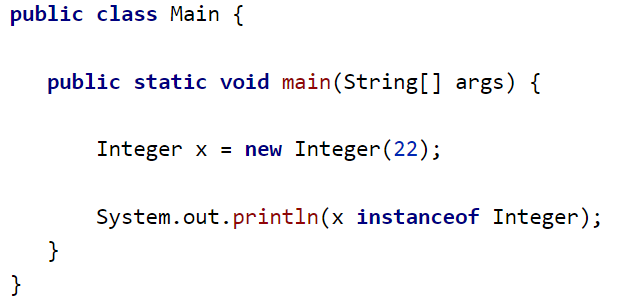 public class Main {
public static void main(String[] args) {
Integer x = new Integer(22);
System.out.println(x instanceof Integer);
}
}